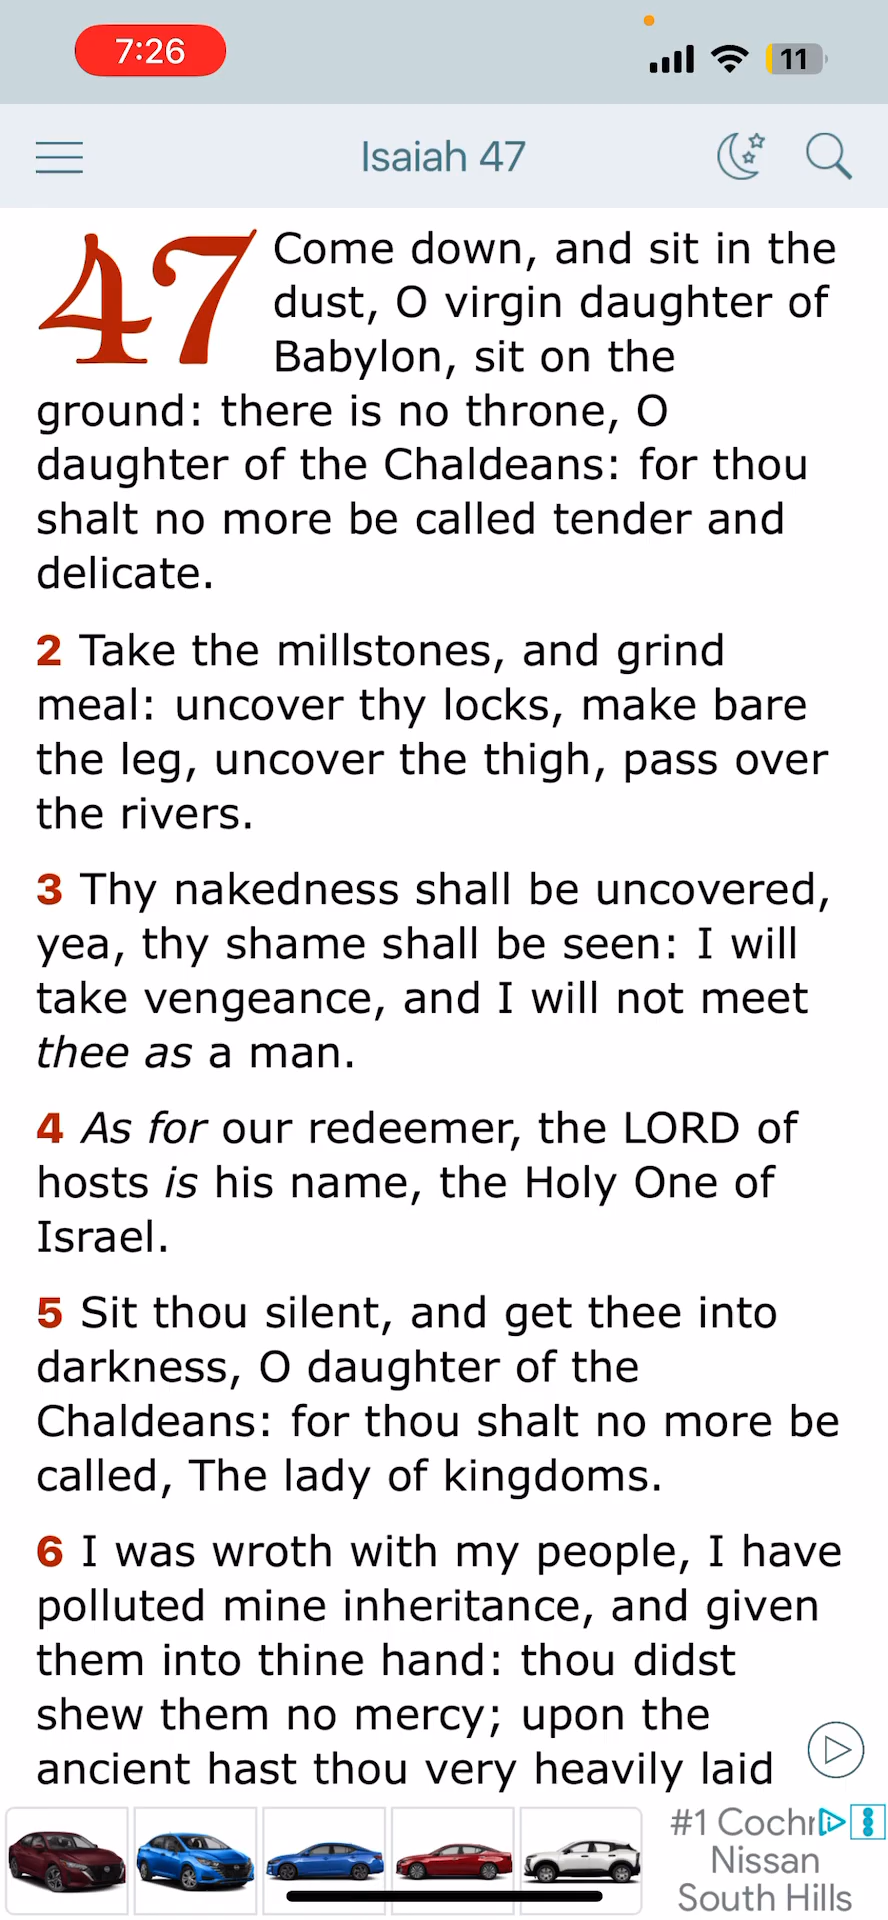 7:26
11
Isaiah 47
47 Come down, and sit in the
dust, O virgin daughter of
Babylon, sit on the
ground: there is no throne, O
daughter of the Chaldeans: for thou
shalt no more be called tender and
delicate.
2 Take the millstones, and grind
meal: uncover thy locks, make bare
the leg, uncover the thigh, pass over
the rivers.
3 Thy nakedness shall be uncovered,
yea, thy shame shall be seen: I will
take vengeance, and I will not meet
thee as a man.
4 As for our redeemer, the LORD of
hosts is his name, the Holy One of
Israel.
5 Sit thou silent, and get thee into
darkness, O daughter of the
Chaldeans: for thou shalt no more be
called, The lady of kingdoms.
6 I was wroth with my people, I have
polluted mine inheritance, and given
them into thine hand: thou didst
shew them no mercy; upon the
ancient hast thou very heavily laid
#1
Nissan
South Hills